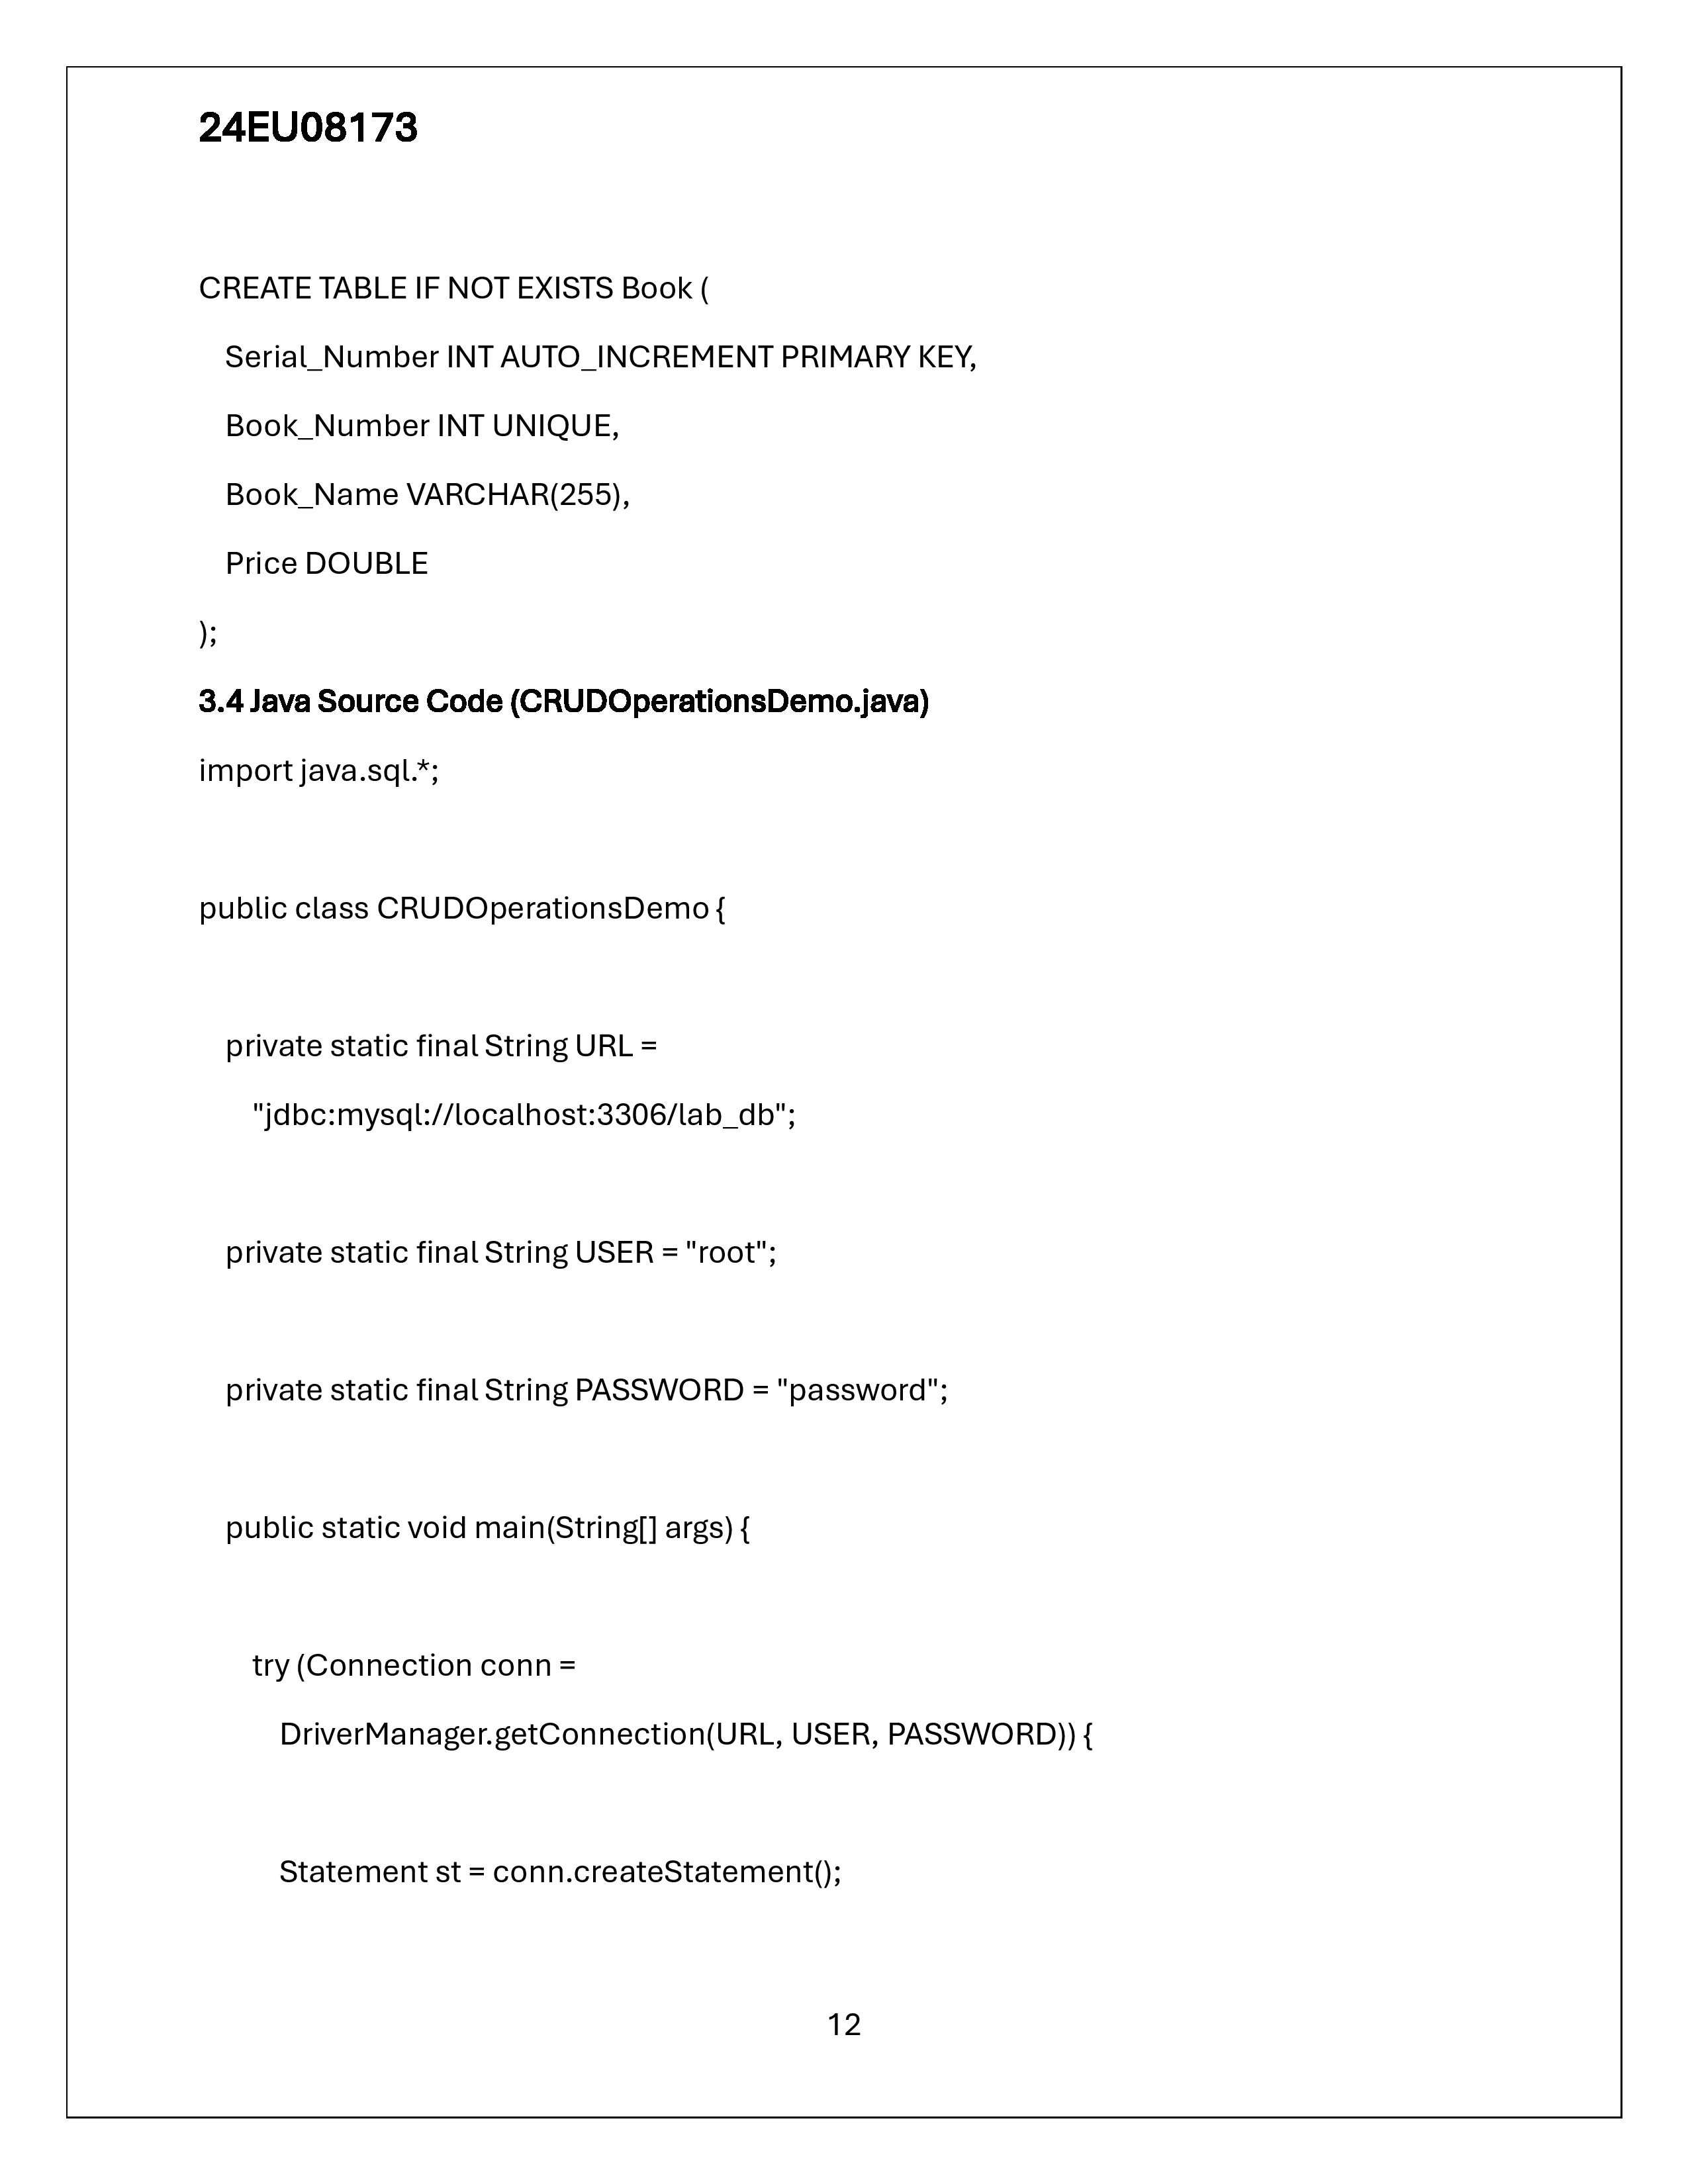 24EU08173
CREATE TABLE IF NOT EXISTS Book (
Serial_Number INT AUTO_INCREMENT PRIMARY KEY,
Book_Number INT UNIQUE,
Book_Name VARCHAR(255),
Price DOUBLE
);
3.4 Java Source Code (CRUDOperationsDemo.java)
import java.sql.*;
public class CRUDOperationsDemo {
private static final String URL =
"jdbc:mysql://localhost:3306/lab_db";
private static final String USER = "root";
private static final String PASSWORD = "password";
public static void main(String[] args) {
try (Connection conn =
DriverManager.getConnection(URL, USER, PASSWORD)) {
Statement st = conn.createStatement();
12